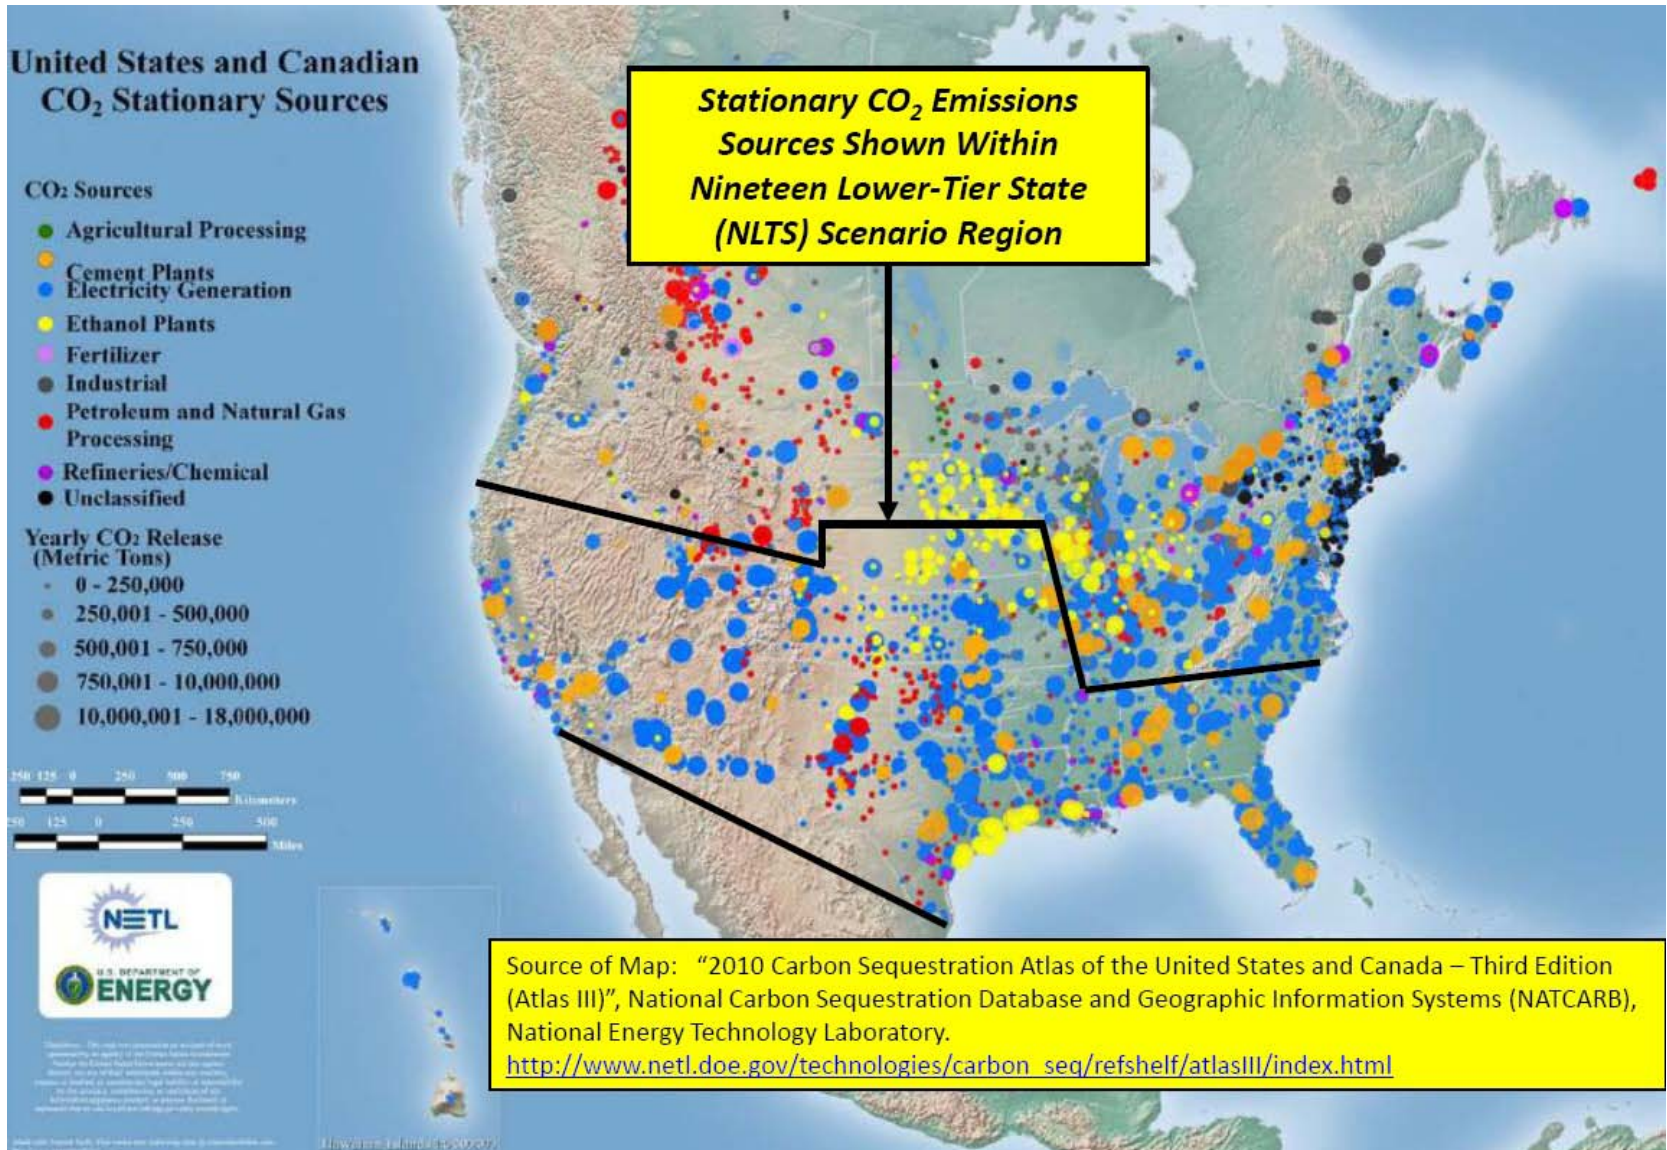 United States and Canadian
CO₂ Stationary Sources
CO₂ Sources
Agricultural Processing
Cement Plants
Electricity Generation
Ethanol Plants
Fertilizer
Industrial
Petroleum and Natural Gas
Processing
Refineries/Chemical
Unclassified
Yearly CO₂ Release
(Metric Tons)
0 - 250,000
250,001 - 500,000
500,001 - 750,000
750,001 - 10,000,000
10,000,001 - 18,000,000
250 125 0 250 500 750
Kilometers
250 125 0 250 500
Miles
NETL
U.S. DEPARTMENT OF
ENERGY
Stationary CO₂ Emissions
Sources Shown Within
Nineteen Lower-Tier State
(NLTS) Scenario Region
Source of Map: “2010 Carbon Sequestration Atlas of the United States and Canada – Third Edition
(Atlas III)”, National Carbon Sequestration Database and Geographic Information Systems (NATCARB),
National Energy Technology Laboratory.
http://www.netl.doe.gov/technologies/carbon_seq/refshelf/atlasIII/index.html